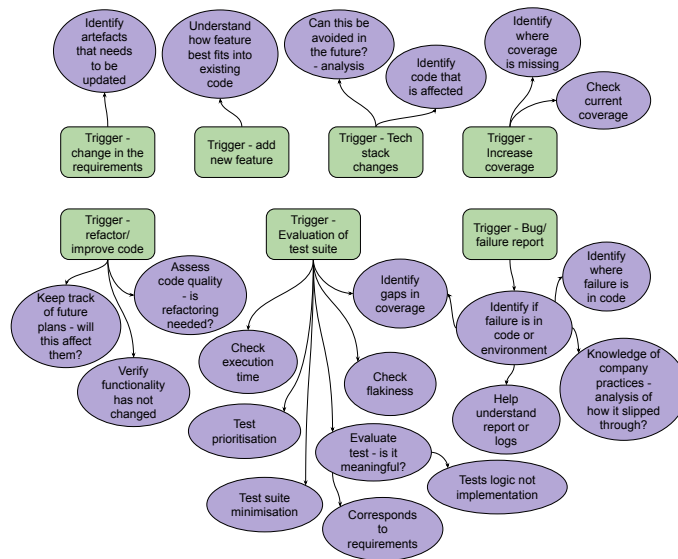 Identify
artefacts that
that needs
to be
updated
Understand
how feature
best fits into
existing
code
Can this be
avoided in
the future?
- analysis
Identify
code that
is affected
Identify
where
coverage
is missing
Check
current
coverage
Trigger -
change in the
requirements
Trigger - add
new feature
Trigger - Tech
stack
changes
Trigger -
Increase
coverage
Trigger -
refactor/
improve code
Trigger -
Evaluation of
test suite
Trigger - Bug/
failure report
Keep track
of future
plans - will
this affect
them?
Assess
code quality
- is
refactoring
needed?
Verify
functionality
has not
changed
Check
execution
time
Test
prioritisation
Test suite
minimisation
Identify
gaps in
coverage
Check
flakiness
Evaluate
test - is it
meaningful?
Corresponds
to
requirements
Tests logic not
implementation
Identify if
failure is in
code or
environment
Identify
where
failure is
in code
Knowledge of
company
practices -
analysis of
how it slipped
through?
Help
understand
report or
logs